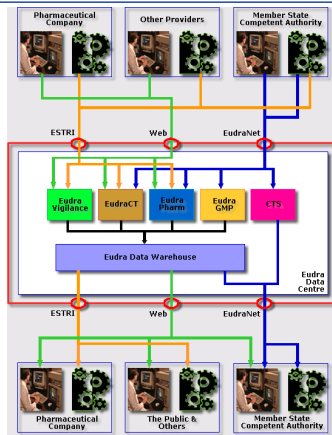 Pharmaceutical
Company
Other Providers
Member State
Competent Authority
ESTRI
Web
EudraNet
Eudra
Vigilance
EudraCT
Eudra
Pharm
Eudra
GMP
CTS
Eudra Data Warehouse
Eudra
Data
Centre
ESTRI
Web
EudraNet
Pharmaceutical
Company
The Public &
Others
Member State
Competent Authority